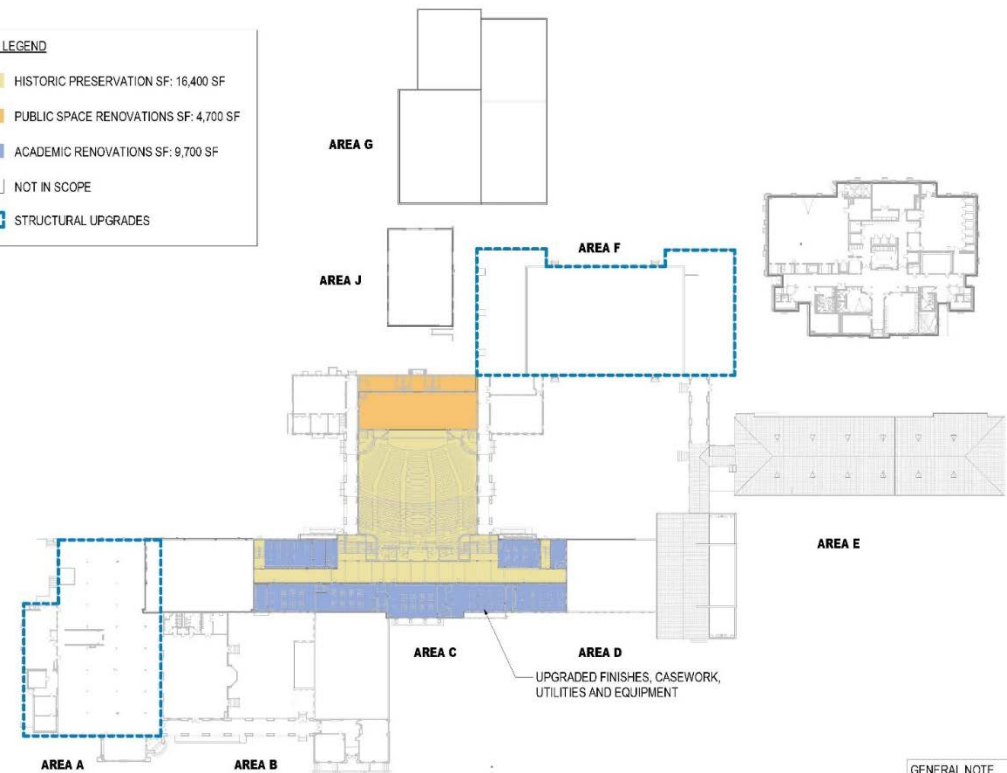 LEGEND
HISTORIC PRESERVATION SF: 16,400 SF
PUBLIC SPACE RENOVATIONS SF: 4,700 SF
ACADEMIC RENOVATIONS SF: 9,700 SF
NOT IN SCOPE
STRUCTURAL UPGRADES
AREA G
AREA J
AREA F
AREA E
AREA C
AREA D
UPGRADED FINISHES, CASEWORK,
UTILITIES AND EQUIPMENT
AREA A
AREA B
GENERAL NOTE